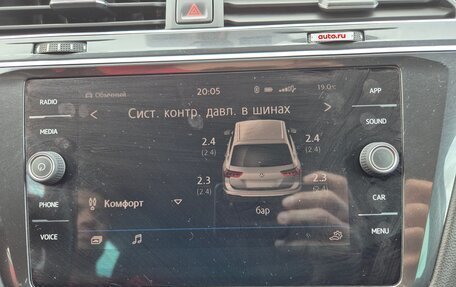 auto.ru
Обычный 20:05 19.0°C
RADIO
MEDIA
PHONE
VOICE
Сист. контр. давл. в шинах
2.4
(2.4)
2.4
(2.4)
2.3
(2.4)
2.3
(2.4)
Комфорт
бар
APP
SOUND
CAR
MENU